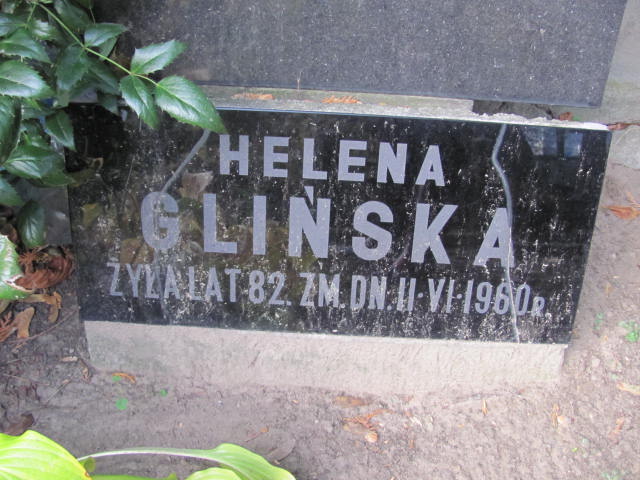 HELENA
GLIŃSKA
ŻYŁA LAT 82. ZM. DN. 11·VI·1960 R.